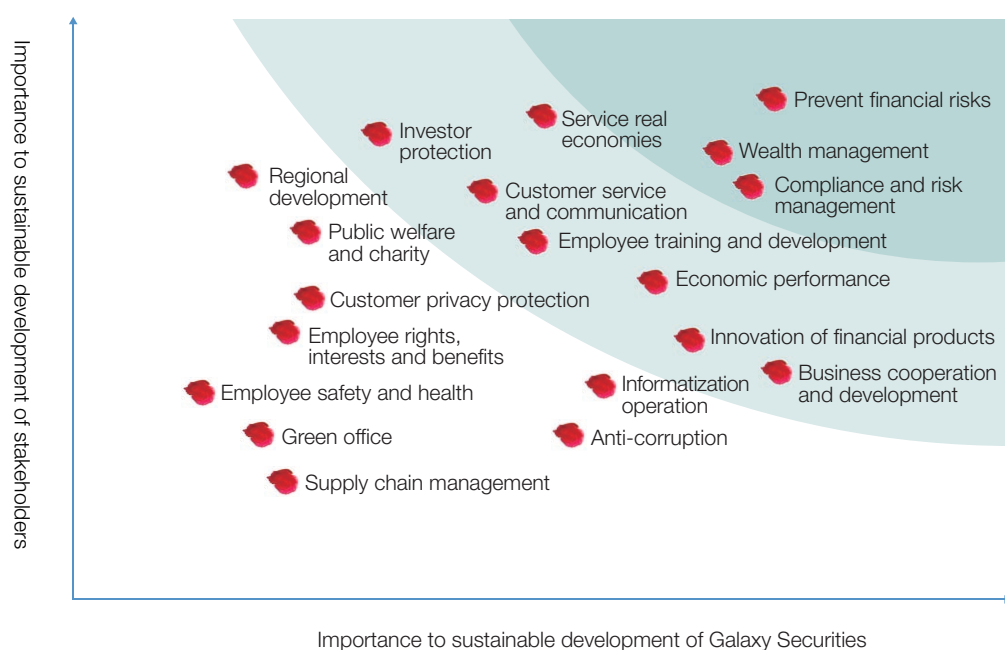 Importance to sustainable development of stakeholders
Prevent financial risks
Service real
economies
Investor
protection
Wealth management
Regional
development
Compliance and risk
management
Customer service
and communication
Public welfare
and charity
Employee training and development
Economic performance
Customer privacy protection
Employee rights,
interests and benefits
Innovation of financial products
Business cooperation
and development
Informatization
operation
Employee safety and health
Green office
Anti-corruption
Supply chain management
Importance to sustainable development of Galaxy Securities